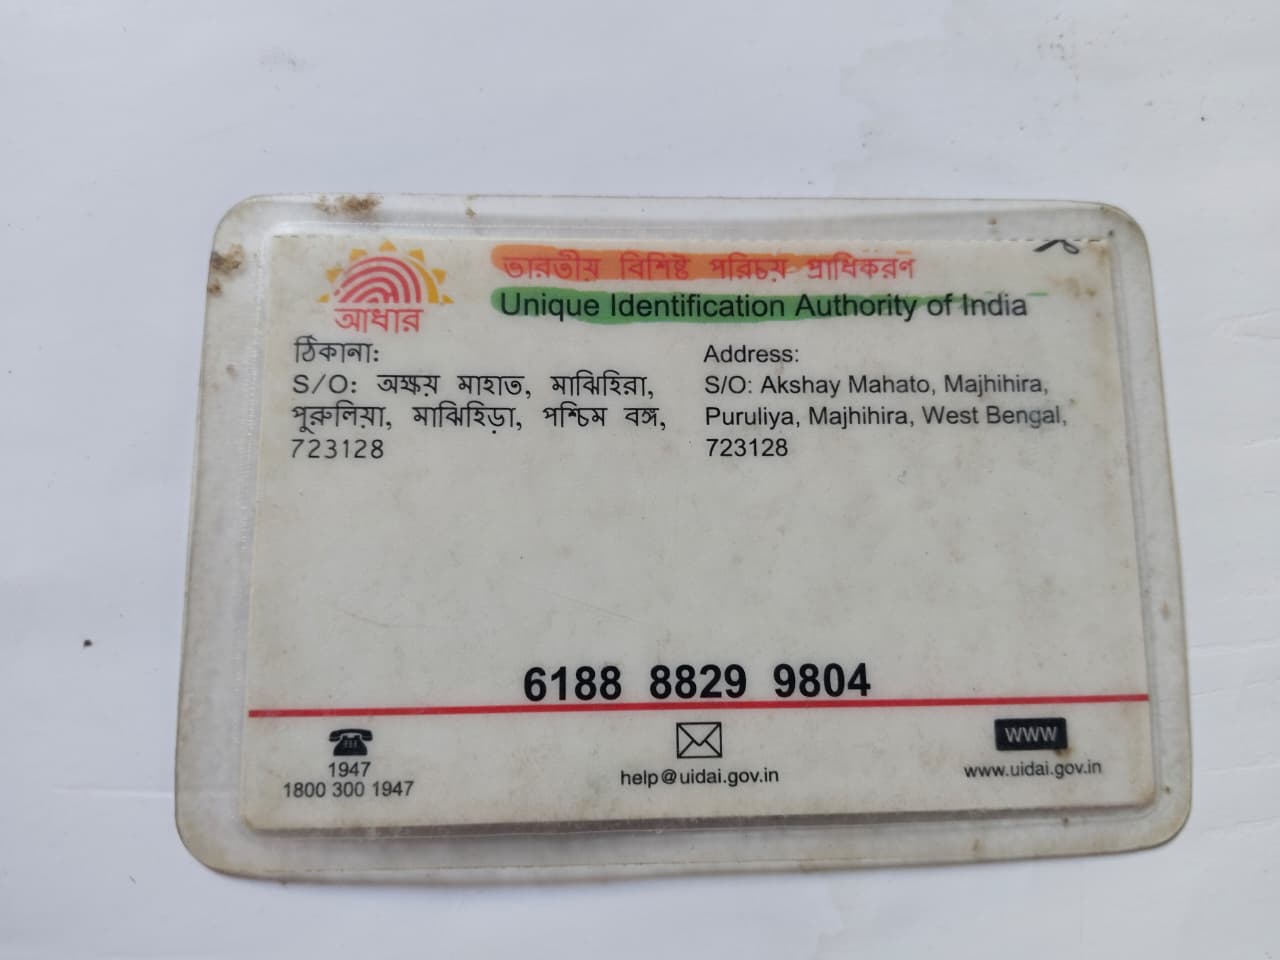 ভারতীয় বিশিষ্ট পরিচয় প্রাধিকরণ
Unique Identification Authority of India
আধার
ঠিকানা:
S/O: অক্ষয় মাহাত, মাঝিহিরা,
পুরুলিয়া, মাঝিহিড়া, পশ্চিম বঙ্গ,
723128
Address:
S/O: Akshay Mahato, Majhihira,
Puruliya, Majhihira, West Bengal,
723128
6188 8829 9804
1947
1800 300 1947
help@uidai.gov.in
www
www.uidai.gov.in